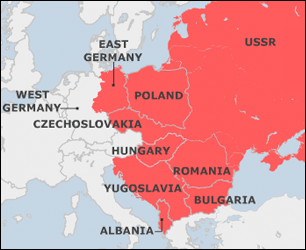 EAST
GERMANY
USSR
WEST
GERMANY
POLAND
CZECHOSLOVAKIA
HUNGARY
ROMANIA
YUGOSLAVIA
BULGARIA
ALBANIA